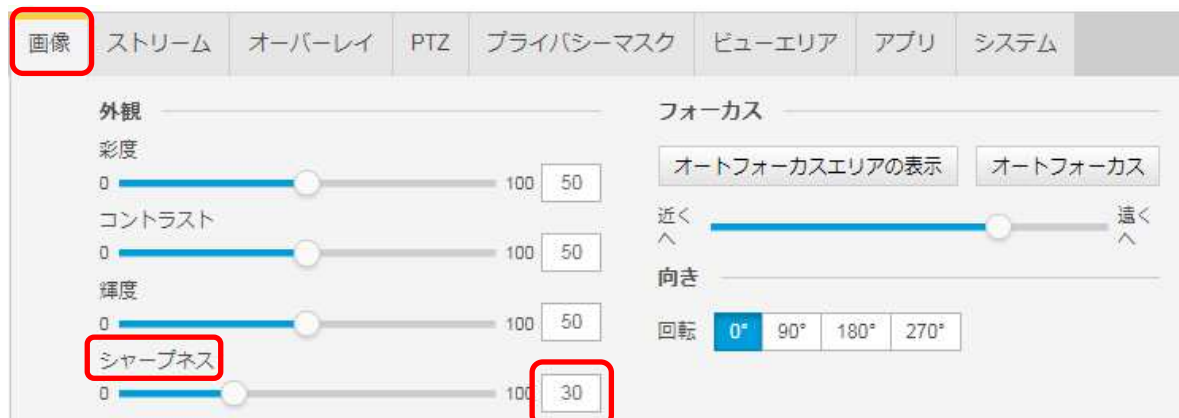 画像 ストリーム オーバーレイ PTZ プライバシーマスク ビューエリア アプリ システム
外観
彩度
0 100 50
コントラスト
0 100 50
輝度
0 100 50
シャープネス
0 100 30
フォーカス
オートフォーカスエリアの表示 オートフォーカス
近くへ 遠くへ
向き
回転 0° 90° 180° 270°